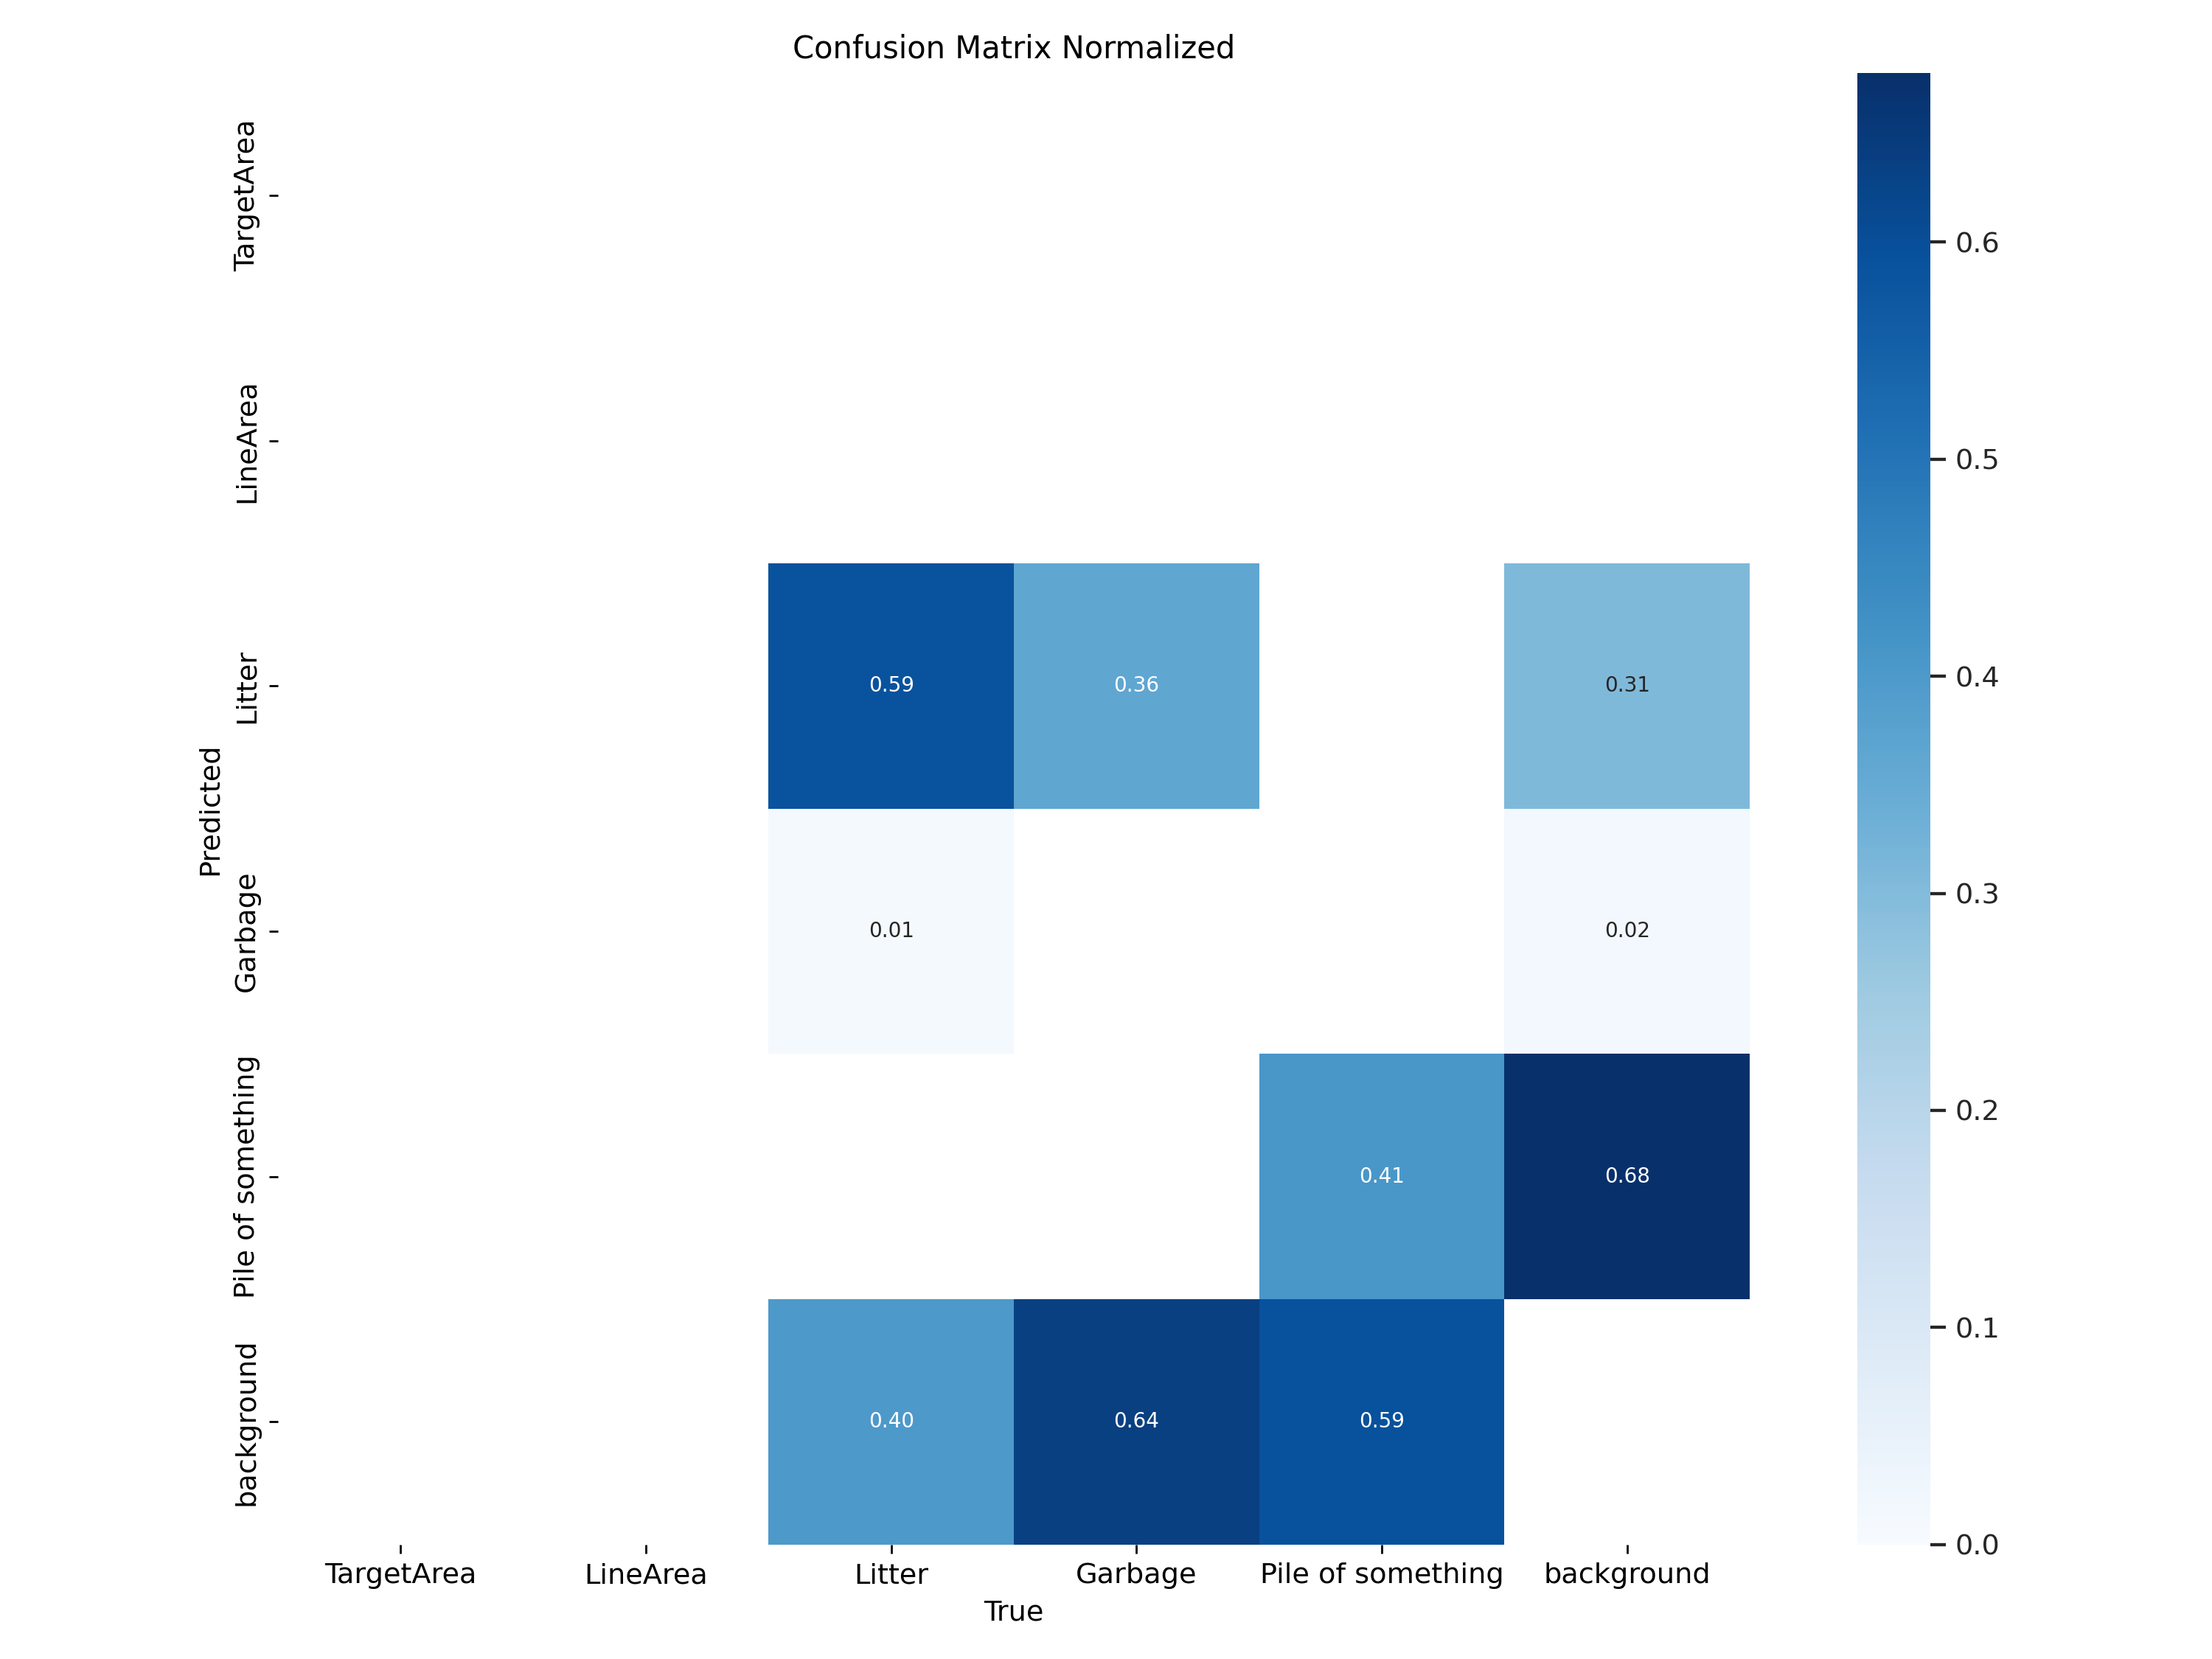 Confusion Matrix Normalized
TargetArea
LineArea
Litter
Garbage
Pile of something
background
Predicted
0.59 0.36 0.31
0.01 0.02
0.41 0.68
0.40 0.64 0.59
TargetArea LineArea Litter Garbage Pile of something background
True
0.6
0.5
0.4
0.3
0.2
0.1
0.0